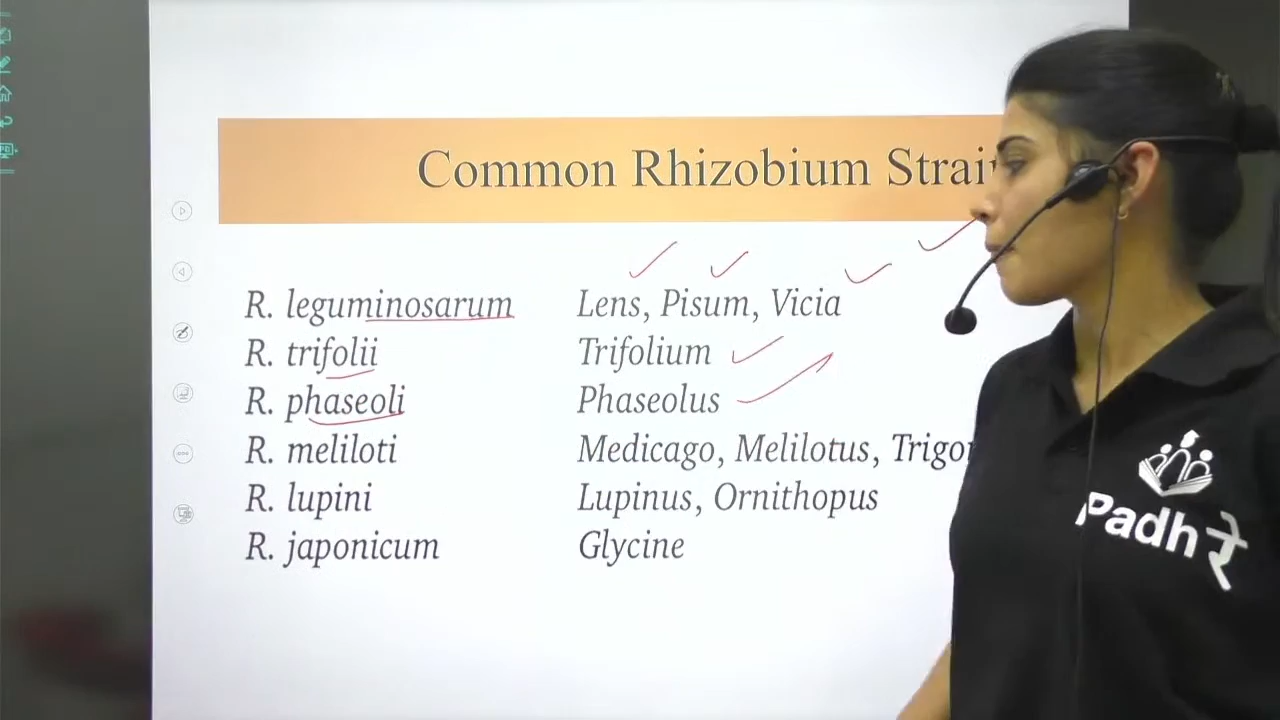 Common Rhizobium Strai
R. leguminosarum Lens, Pisum, Vicia
R. trifolii Trifolium
R. phaseoli Phaseolus
R. meliloti Medicago, Melilotus, Trigo
R. lupini Lupinus, Ornithopus
R. japonicum Glycine
Padhरे